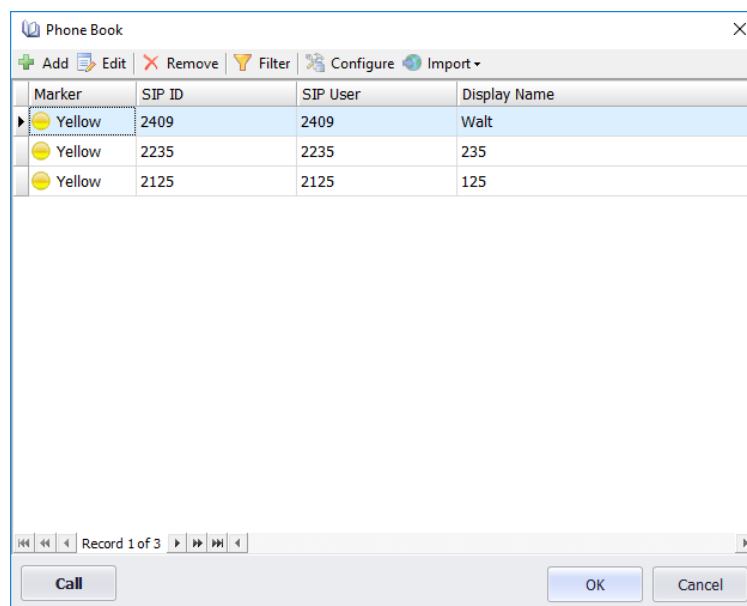 Phone Book
Add Edit Remove Filter Configure Import
Marker SIP ID SIP User Display Name
Yellow 2409 2409 Walt
Yellow 2235 2235 235
Yellow 2125 2125 125
Record 1 of 3
Call OK Cancel